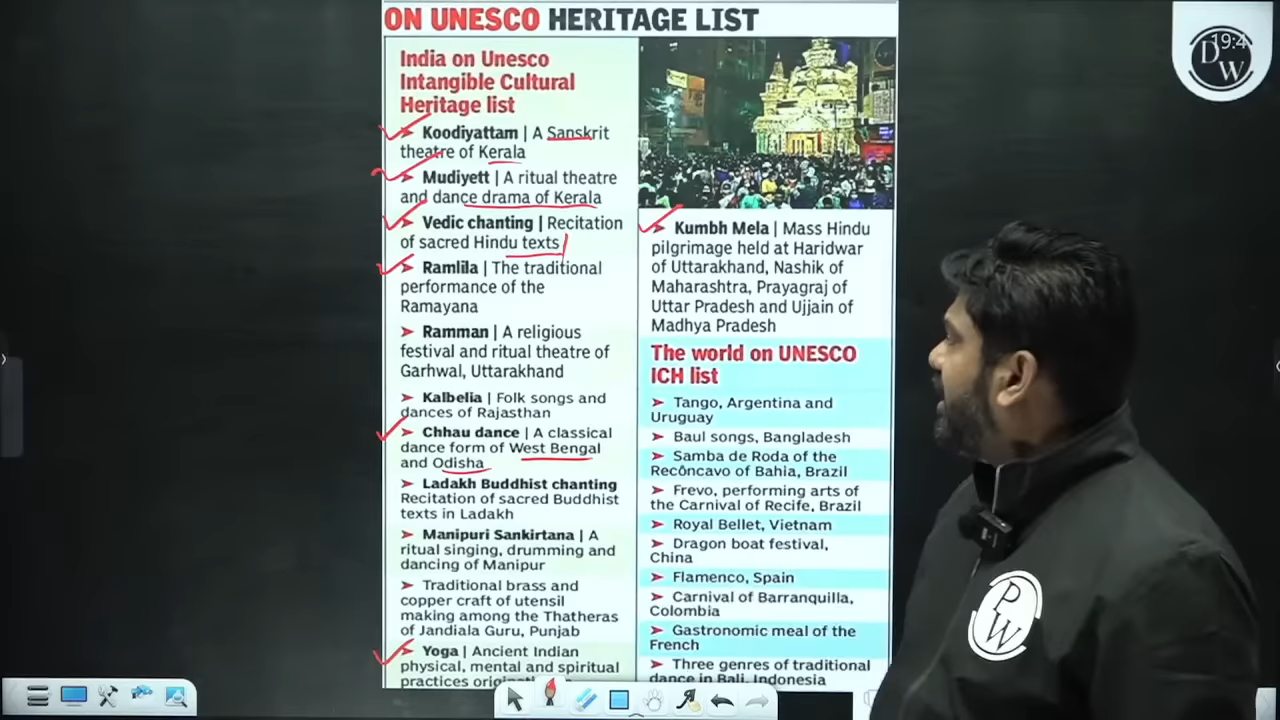 ON UNESCO HERITAGE LIST
India on Unesco
Intangible Cultural
Heritage list
➤ Koodiyattam | A Sanskrit
theatre of Kerala
➤ Mudiyett | A ritual theatre
and dance drama of Kerala
➤ Vedic chanting | Recitation
of sacred Hindu texts
➤ Ramlila | The traditional
performance of the
Ramayana
➤ Ramman | A religious
festival and ritual theatre of
Garhwal, Uttarakhand
➤ Kalbelia | Folk songs and
dances of Rajasthan
➤ Chhau dance | A classical
dance form of West Bengal
and Odisha
➤ Ladakh Buddhist chanting
Recitation of sacred Buddhist
texts in Ladakh
➤ Manipuri Sankirtana | A
ritual singing, drumming and
dancing of Manipur
➤ Traditional brass and
copper craft of utensil
making among the Thatheras
of Jandiala Guru, Punjab
➤ Yoga | Ancient Indian
physical, mental and spiritual
practices
➤ Kumbh Mela | Mass Hindu
pilgrimage held at Haridwar
of Uttarakhand, Nashik of
Maharashtra, Prayagraj of
Uttar Pradesh and Ujjain of
Madhya Pradesh
The world on UNESCO
ICH list
➤ Tango, Argentina and
Uruguay
➤ Baul songs, Bangladesh
➤ Samba de Roda of the
Recôncavo of Bahia, Brazil
➤ Frevo, performing arts of
the Carnival of Recife, Brazil
➤ Royal Bellet, Vietnam
➤ Dragon boat festival,
China
➤ Flamenco, Spain
➤ Carnival of Barranquilla,
Colombia
➤ Gastronomic meal of the
French
➤ Three genres of traditional
dance in Bali, Indonesia
19:4
D
W
P
W